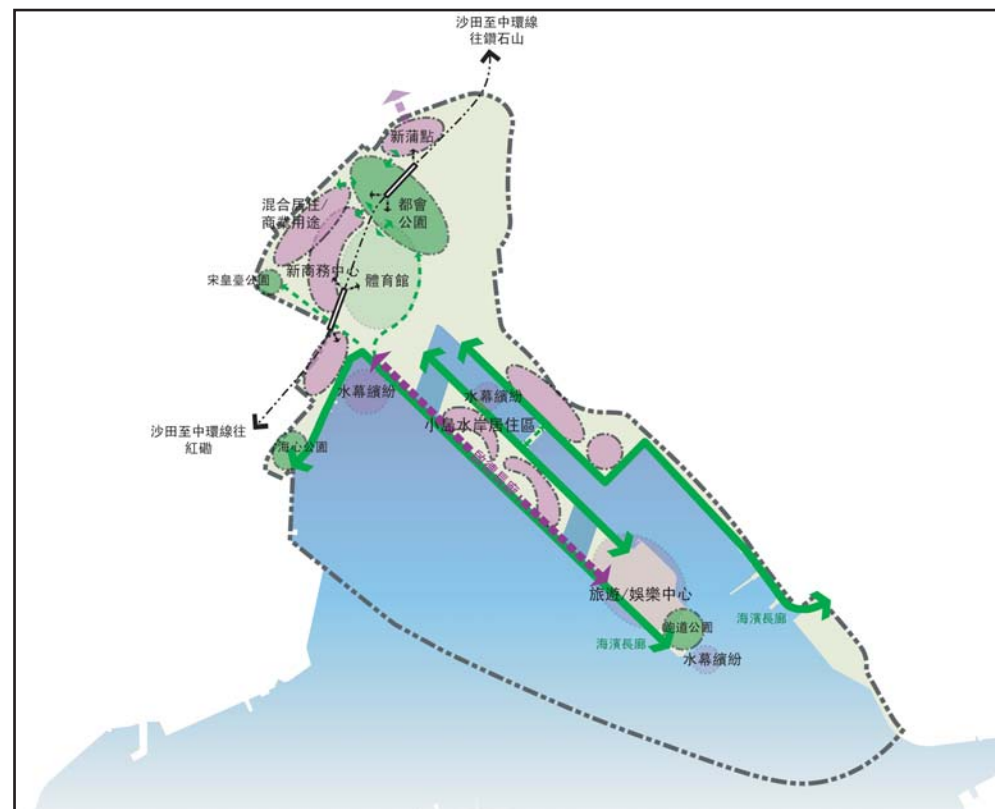 沙田至中環線
往鑽石山
新蒲點
混合居住/
商業用途
都會
公園
宋皇臺公園
新商務中心
體育館
水幕繽紛
水幕繽紛
小島水岸居住區
沙田至中環線往
紅磡
海心公園
旅遊/娛樂中心
跑道公園
海濱長廊
海濱長廊
水幕繽紛